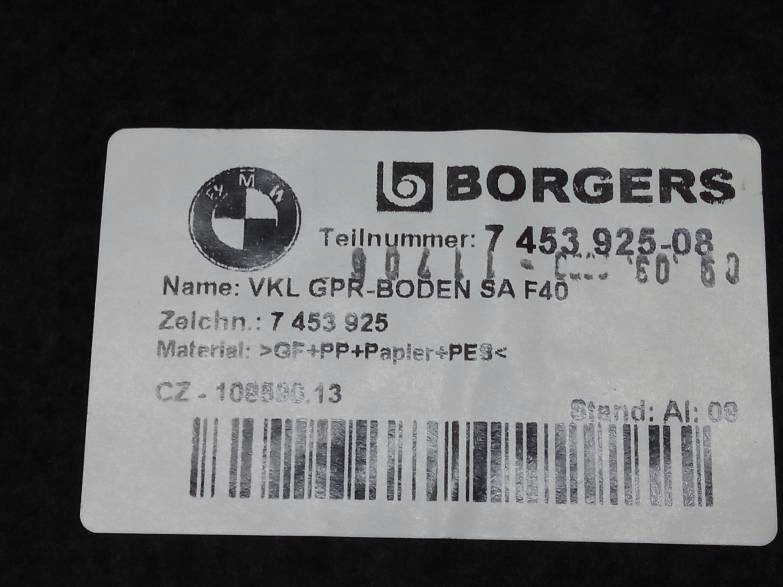 BMW
BORGERS
Teilnummer: 7 453 925-08
Name: VKL GPR-BODEN SA F40
Zeichn.: 7 453 925
Material: >GF+PP+Papier+PES<
Stand: AI: